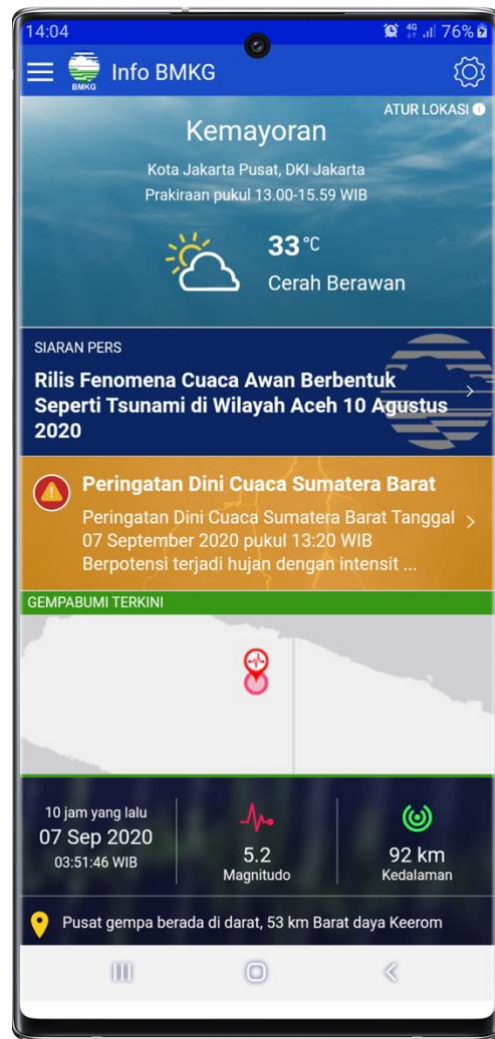 14:04
4G
76%
BMKG
Info BMKG
ATUR LOKASI
Kemayoran
Kota Jakarta Pusat, DKI Jakarta
Prakiraan pukul 13.00-15.59 WIB
33°C
Cerah Berawan
SIARAN PERS
Rilis Fenomena Cuaca Awan Berbentuk
Seperti Tsunami di Wilayah Aceh 10 Agustus
2020
Peringatan Dini Cuaca Sumatera Barat
Peringatan Dini Cuaca Sumatera Barat Tanggal
07 September 2020 pukul 13:20 WIB
Berpotensi terjadi hujan dengan intensit ...
GEMPABUMI TERKINI
10 jam yang lalu
07 Sep 2020
03:51:46 WIB
5.2
Magnitudo
92 km
Kedalaman
Pusat gempa berada di darat, 53 km Barat daya Keerom